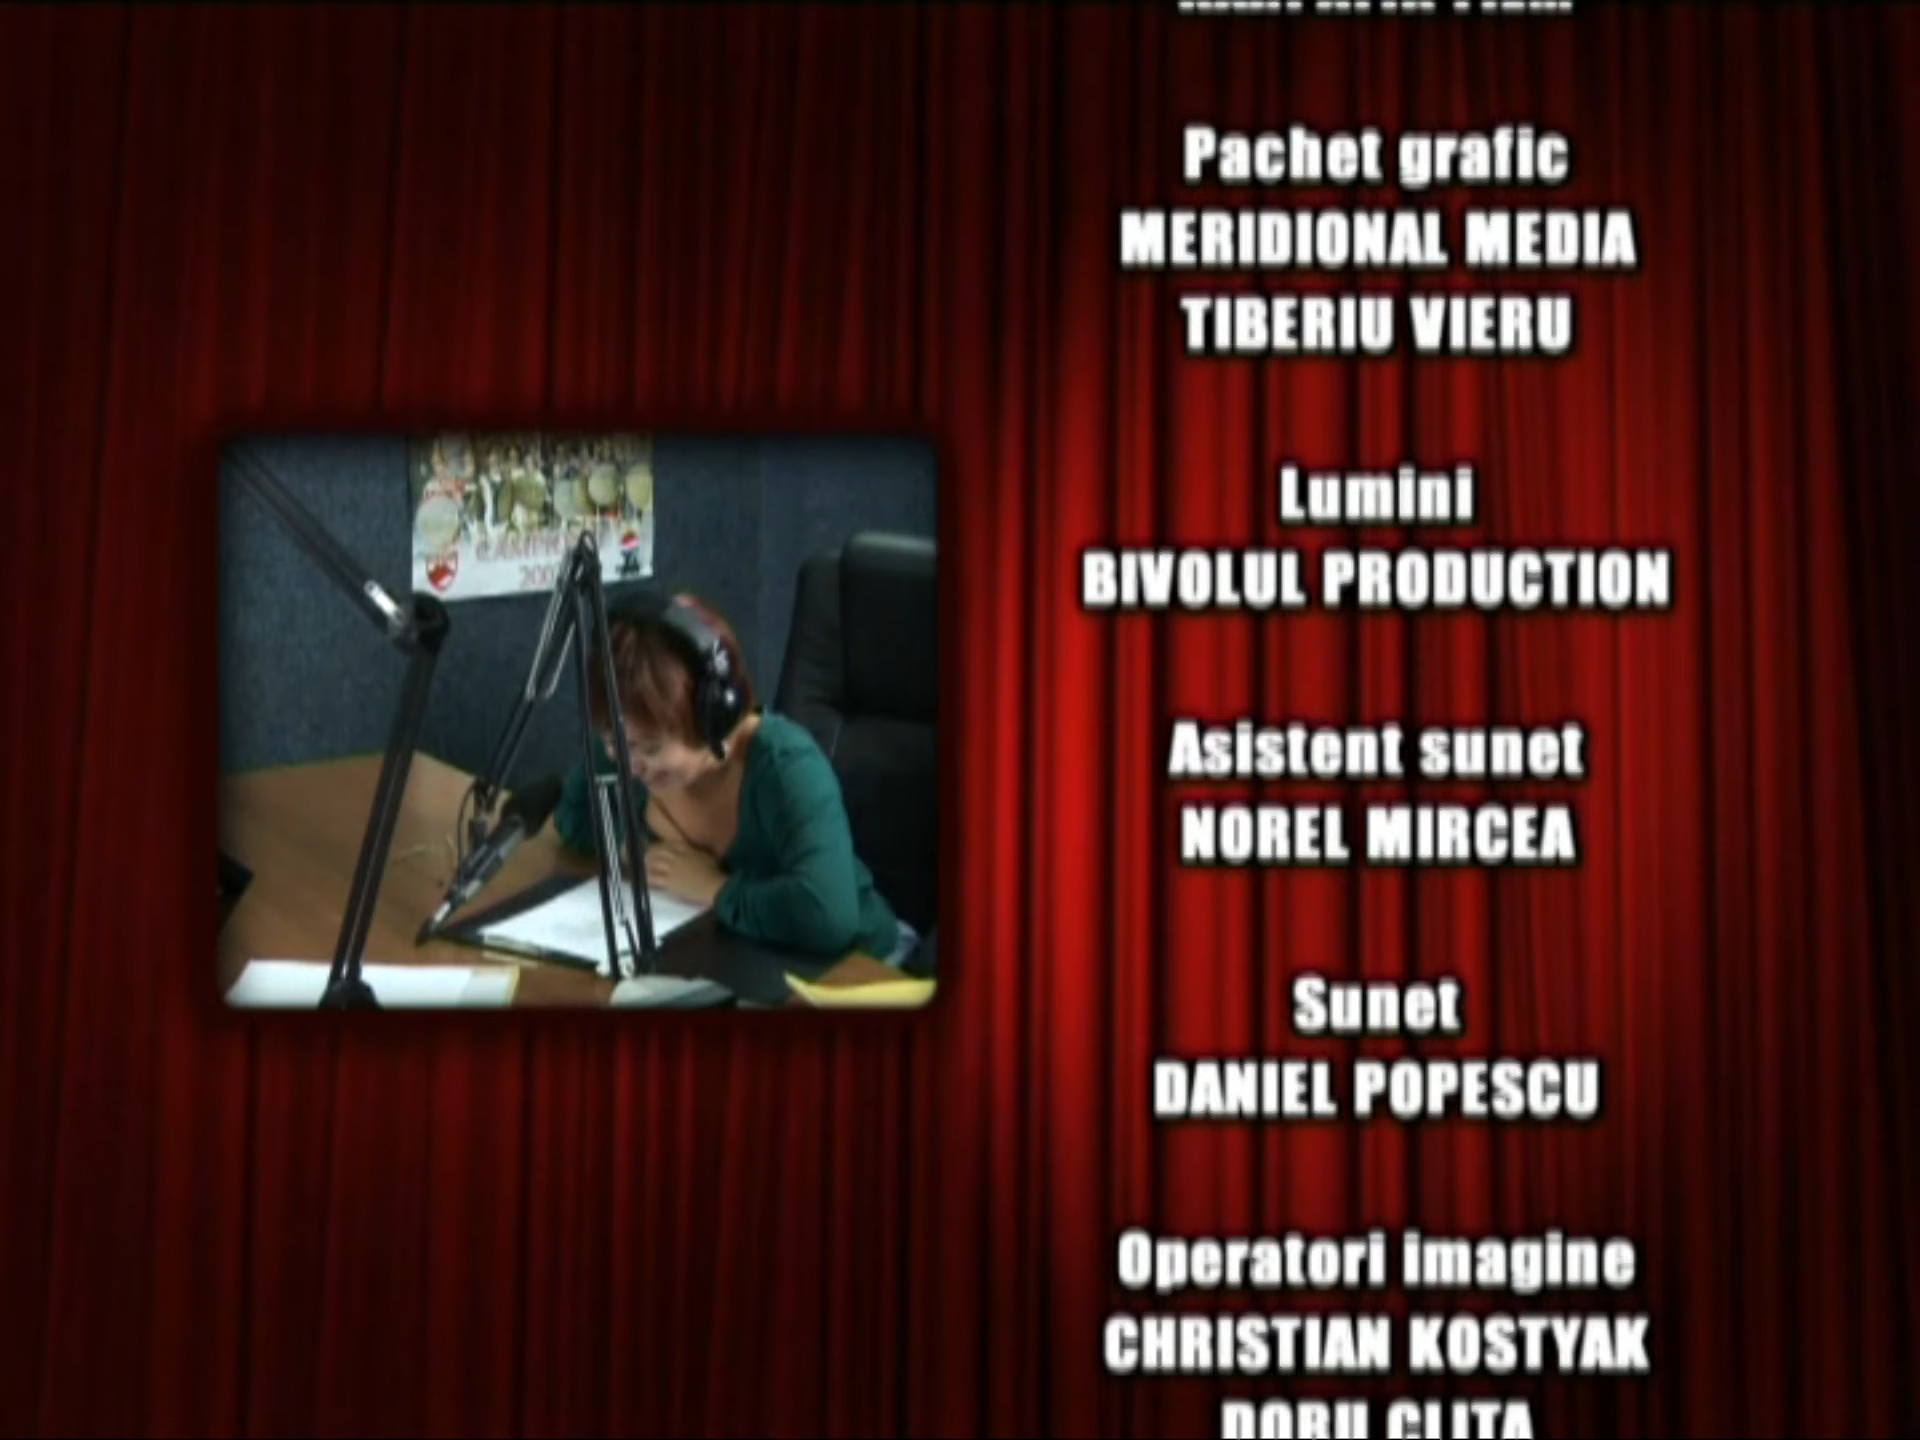 Pachet grafic
MERIDIONAL MEDIA
TIBERIU VIERU
Lumini
BIVOLUL PRODUCTION
Asistent sunet
NOREL MIRCEA
Sunet
DANIEL POPESCU
Operatori imagine
CHRISTIAN KOSTYAK